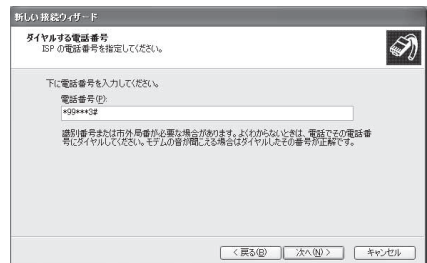 新しい接続ウィザード
ダイヤルする電話番号
ISP の電話番号を指定してください。
下に電話番号を入力してください。
電話番号(P):
*99***3#
識別番号または市外局番が必要な場合があります。よくわからないときは、電話でその電話番
号にダイヤルしてください。モデムの音が聞こえる場合はダイヤルしたその番号が正解です。
< 戻る(B)
次へ(N) >
キャンセル